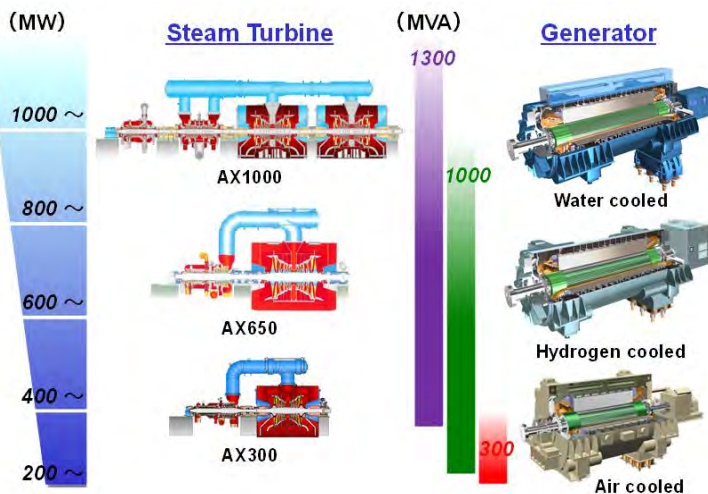 (MW)
Steam Turbine
(MVA)
Generator
1300
1000～
AX1000
1000
Water cooled
800～
600～
AX650
Hydrogen cooled
400～
AX300
300
200～
Air cooled